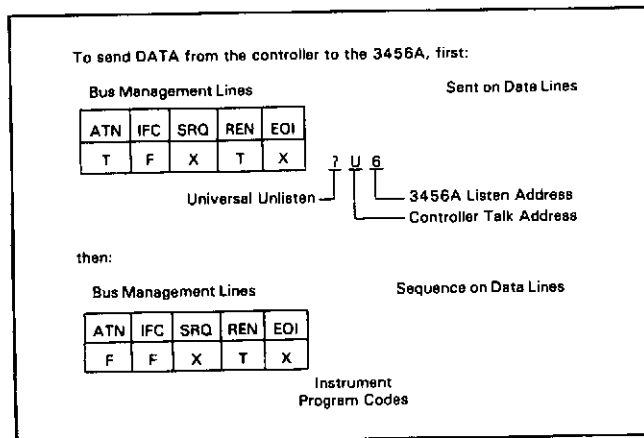 To send DATA from the controller to the 3456A, first:
Bus Management Lines
Sent on Data Lines
ATN IFC SRQ REN EOI
T F X T X
? U 6
Universal Unlisten
3456A Listen Address
Controller Talk Address
then:
Bus Management Lines
Sequence on Data Lines
ATN IFC SRQ REN EOI
F F X T X
Instrument
Program Codes